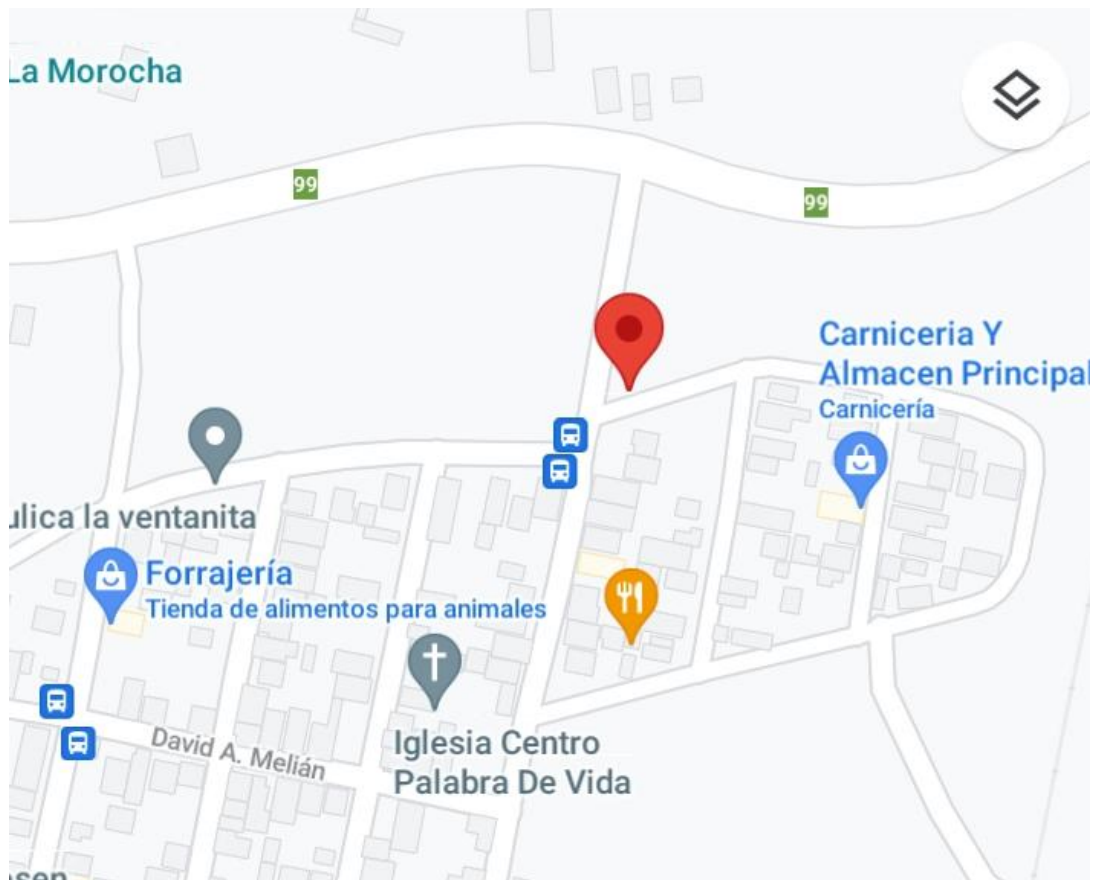 La Morocha
99
99
Carniceria Y
Almacen Principal
Carnicería
ulica la ventanita
Forrajería
Tienda de alimentos para animales
Iglesia Centro
Palabra De Vida
David A. Melián